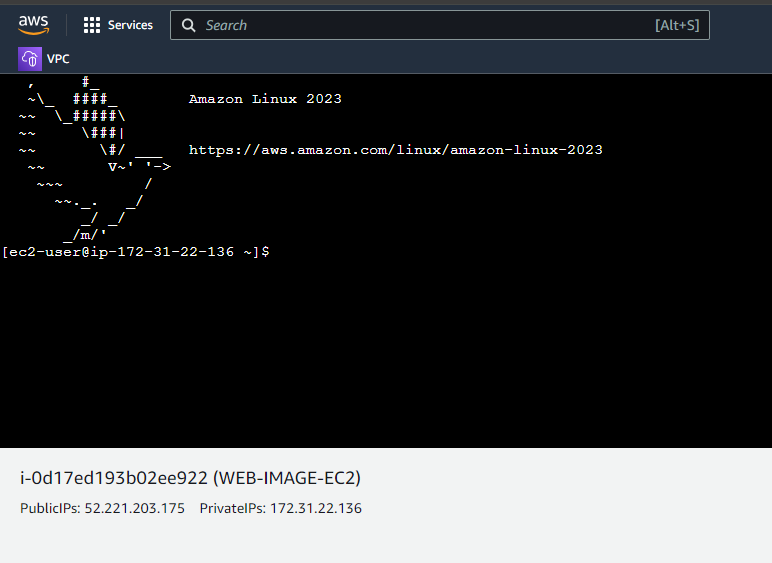 aws
Services
Search
[Alt+S]
VPC
   ,     #_
   ~\_  ####_        Amazon Linux 2023
  ~~  \_#####\
  ~~     \###|
  ~~       \#/ ___   https://aws.amazon.com/linux/amazon-linux-2023
   ~~       V~' '->
    ~~~         /
      ~~._.   _/
         _/ _/
       _/m/'
[ec2-user@ip-172-31-22-136 ~]$
i-0d17ed193b02ee922 (WEB-IMAGE-EC2)
PublicIPs: 52.221.203.175 PrivateIPs: 172.31.22.136